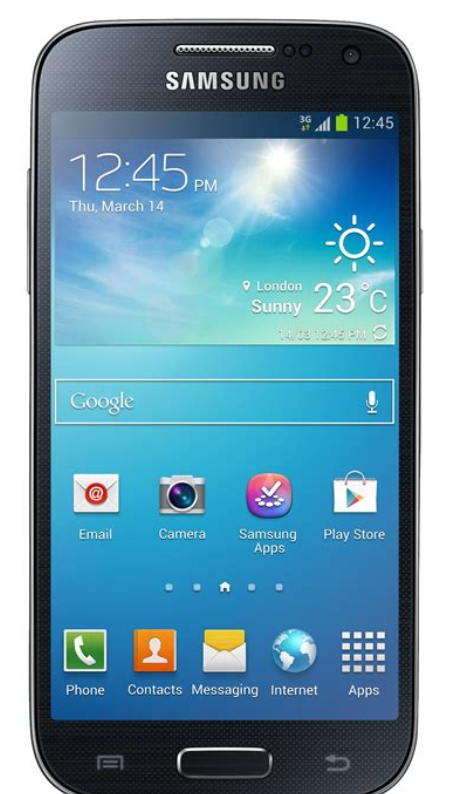 SAMSUNG
3G 12:45
12:45 PM
Thu, March 14
London
Sunny 23°C
14/03 12:45 PM
Google
@
Email Camera Samsung Apps Play Store
Phone Contacts Messaging Internet Apps